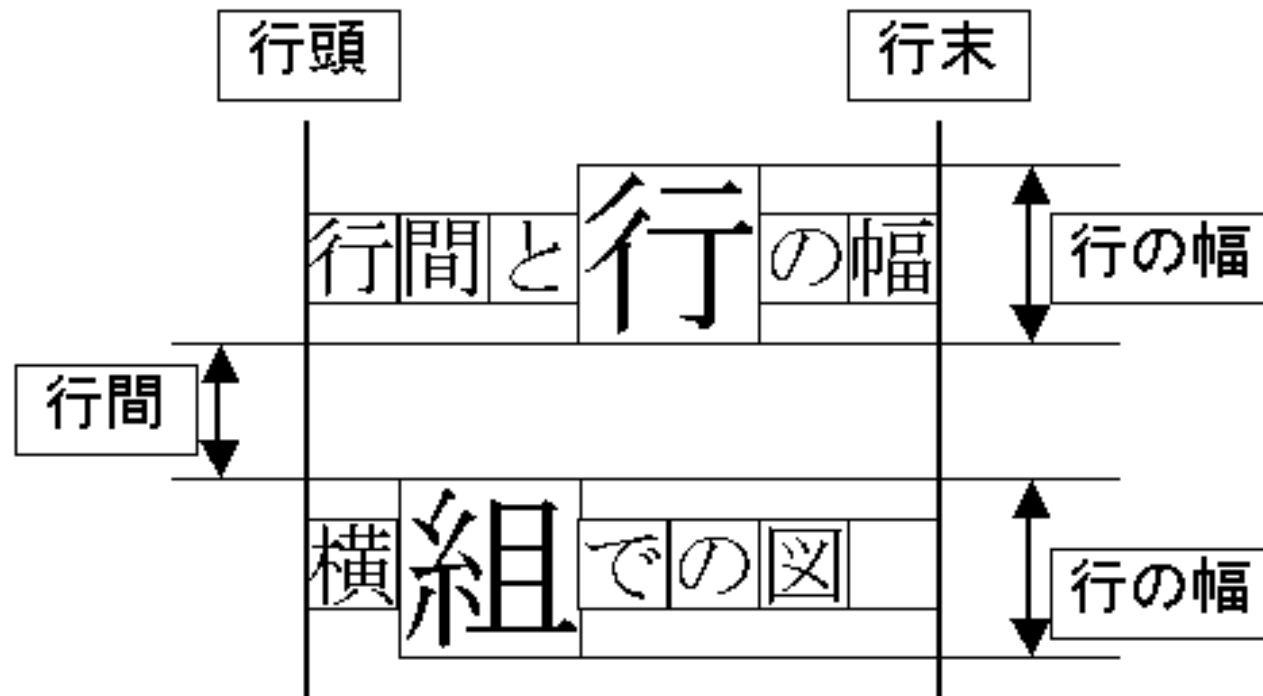 行頭
行末
行間と行の幅
行の幅
行間
横組での図
行の幅